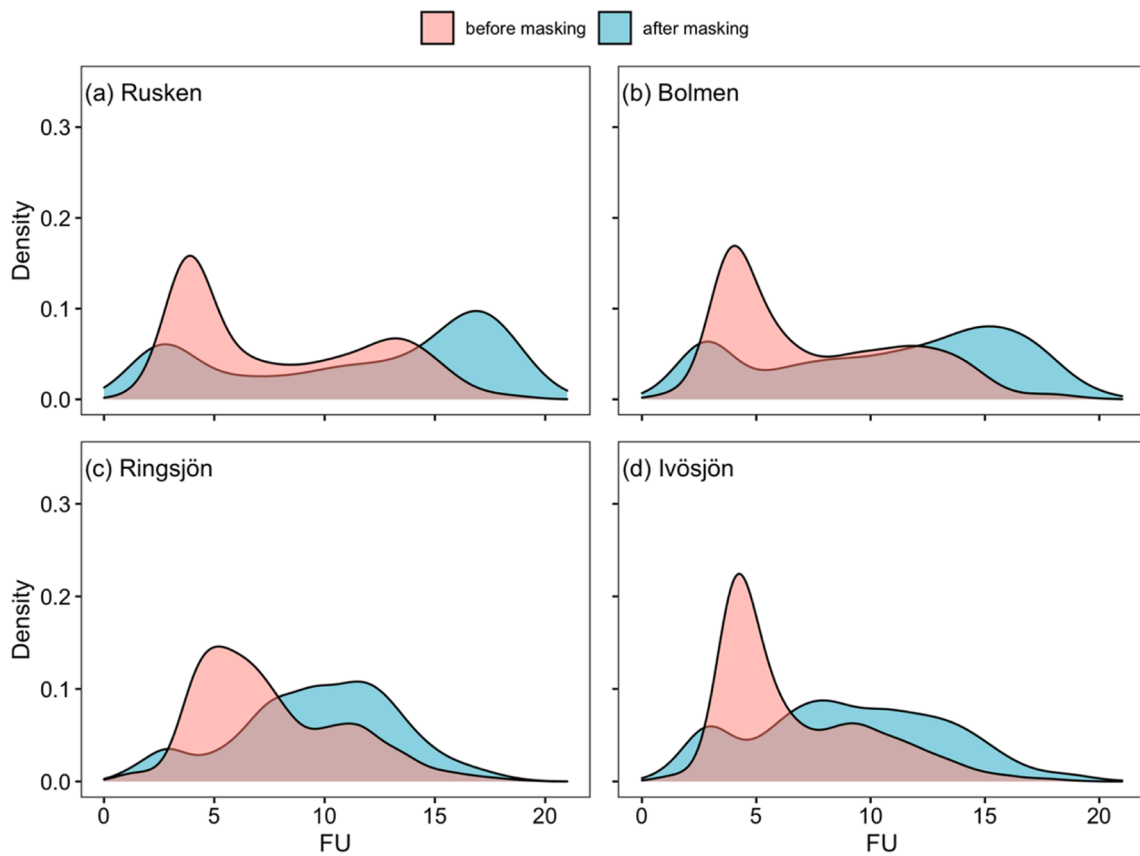 before masking after masking
(a) Rusken (b) Bolmen
0.3
0.2
0.1
0.0
Density
(c) Ringsjön (d) Ivösjön
0.3
0.2
0.1
0.0
Density
0 5 10 15 20 0 5 10 15 20
FU FU